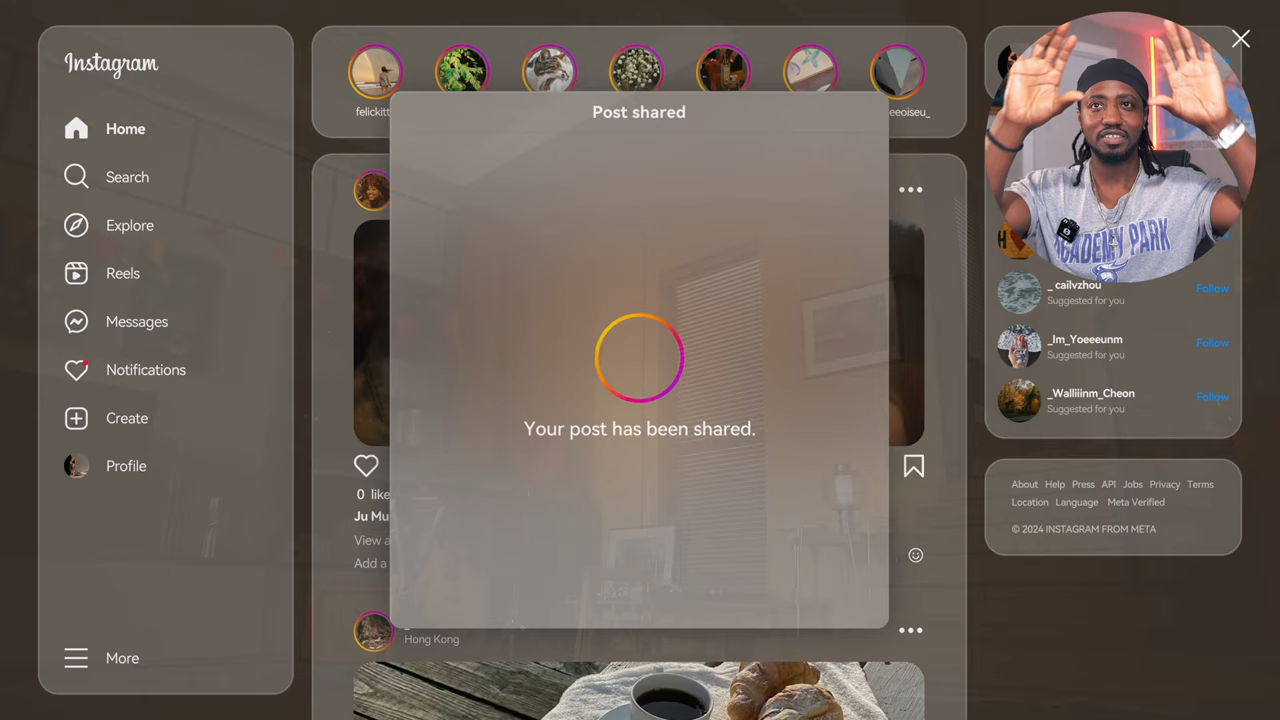 Instagram
Home
Search
Explore
Reels
Messages
Notifications
Create
Profile
More
felickitt
eeoiseu_
Post shared
Your post has been shared.
0 like
Ju Mu
View a
Add a
Hong Kong
ACADEMY PARK
_ cailvzhou
Suggested for you
Follow
_Im_Yoeeeunm
Suggested for you
Follow
_Walliiinm_Cheon
Suggested for you
Follow
About Help Press API Jobs Privacy Terms
Location Language Meta Verified
© 2024 INSTAGRAM FROM META